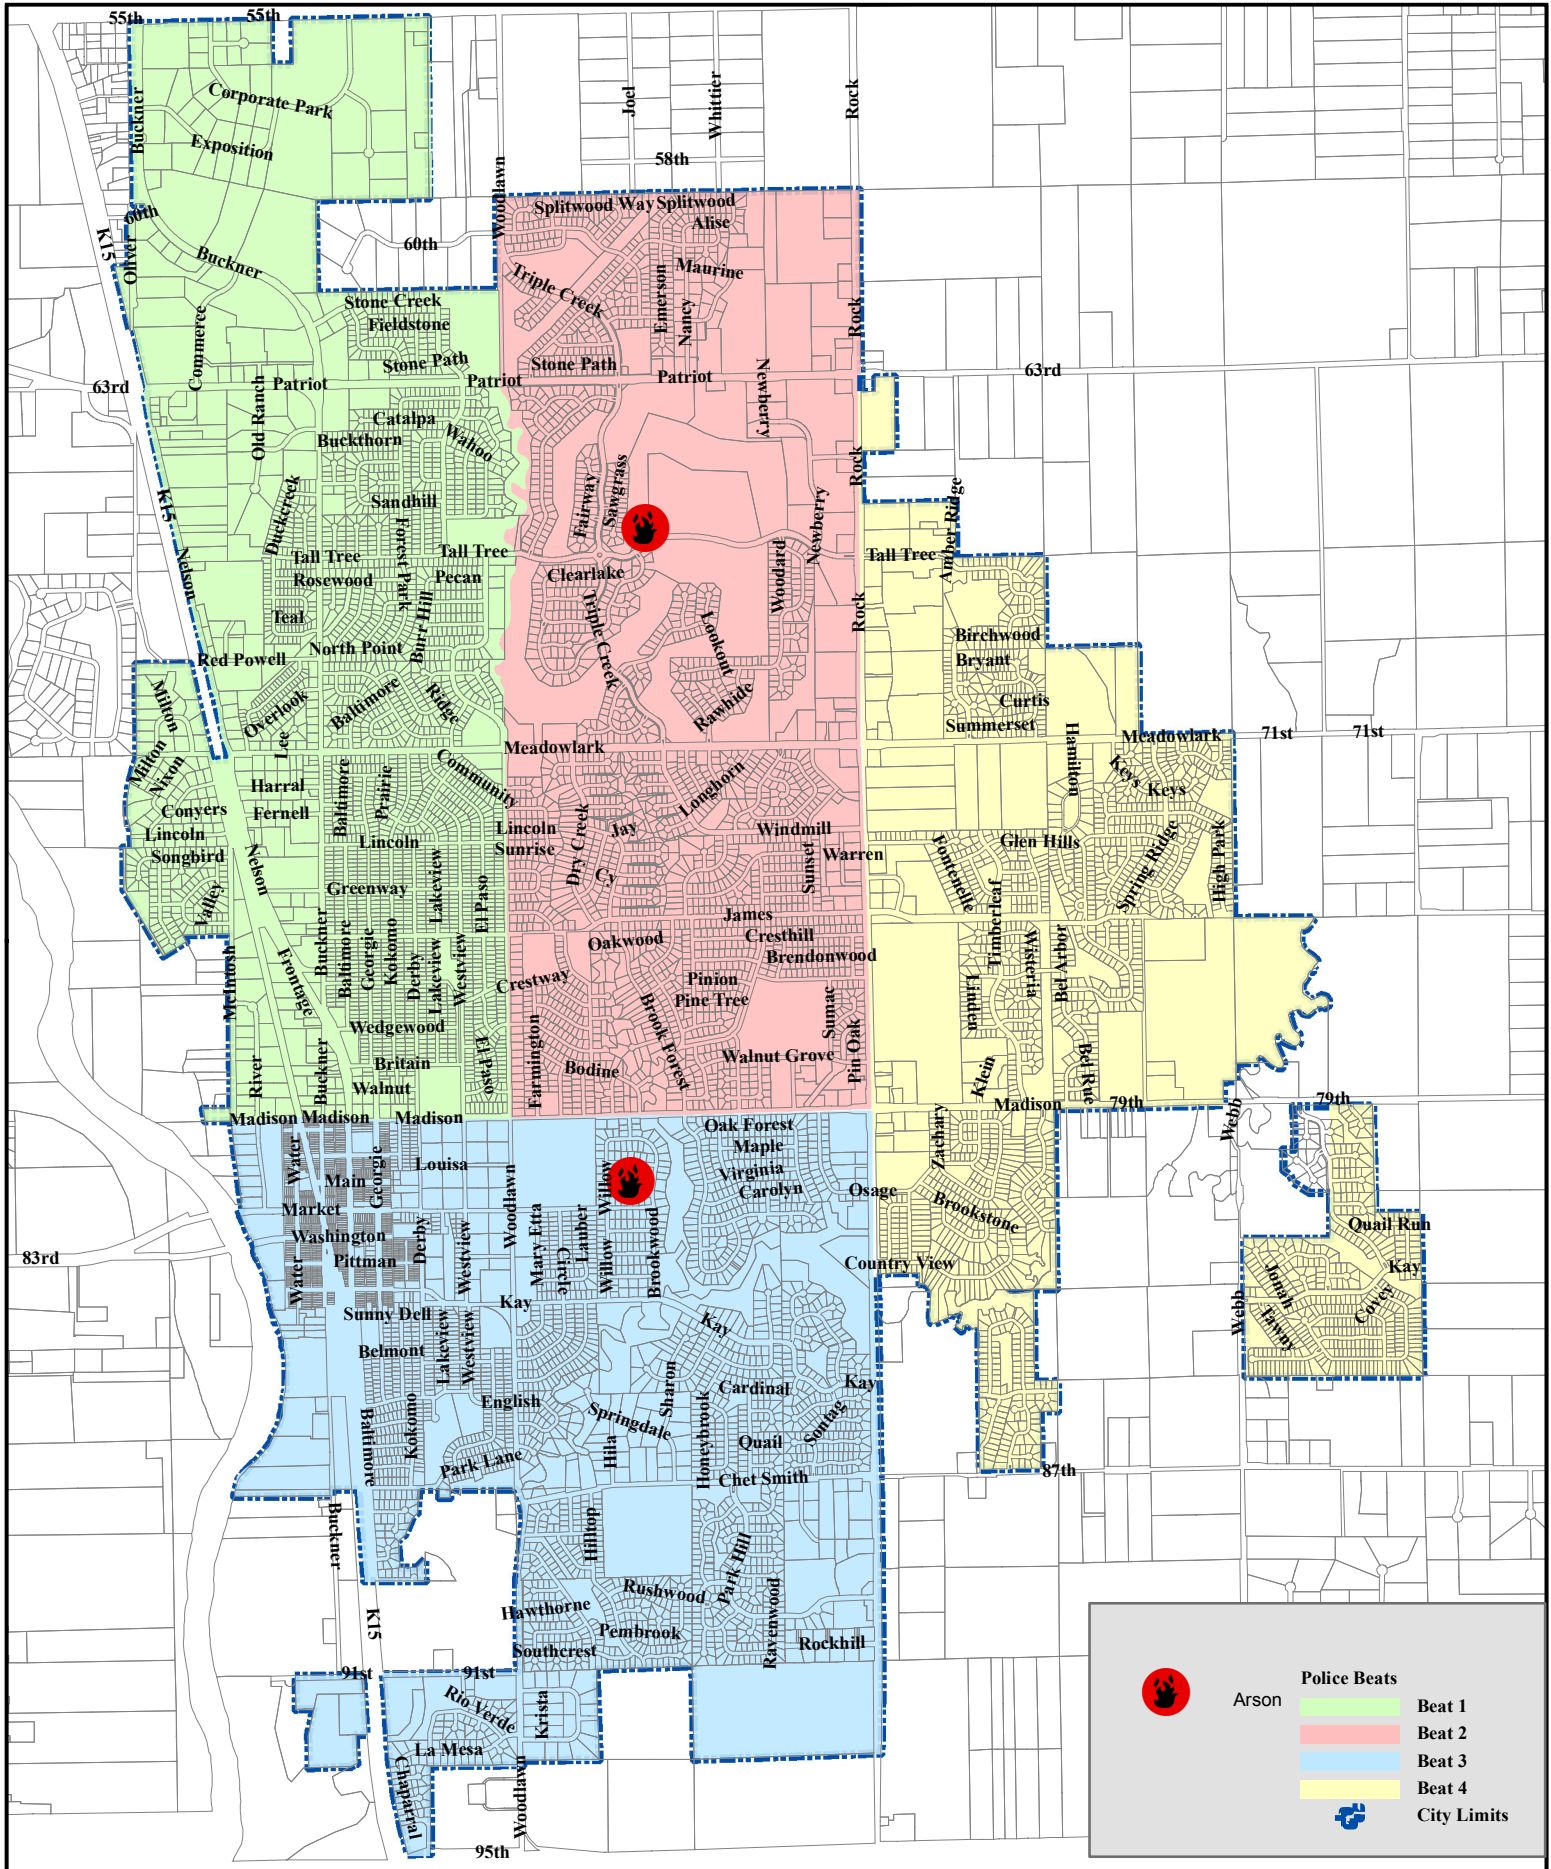 55th
55th
Corporate Park
Buckner
Exposition
Joel
Whittier
Rock
58th
Woodlawn
60th
K15
Oliver
Buckner
60th
Splitwood Way
Splitwood
Alise
Triple Creek
Maurine
Emerson
Nancy
Rock
Stone Creek
Fieldstone
Commerce
Stone Path
Stone Path
63rd
Patriot
Patriot
Patriot
63rd
Old Ranch
Newberry
Catalpa
Buckthorn
Wahoo
Rock
K15
Duckcreek
Sandhill
Fairway
Sawgrass
Newberry
Amber Ridge
Nelson
Tall Tree
Forest Park
Tall Tree
Tall Tree
Rosewood
Pecan
Clearlake
Woodard
Teal
Burr Hill
Triple Creek
Lookout
Rock
North Point
Red Powell
Birchwood
Bryant
Milton
Overlook
Baltimore
Ridge
Rawhide
Curtis
Summerset
Lee
Meadowlark
Hamilton
Meadowlark
71st
71st
Milton
Nixon
Harral
Baltimore
Prairie
Community
Longhorn
Keys
Keys
Conyers
Fernell
Lincoln
Lincoln
Lincoln
Dry Creek
Jay
Windmill
Glen Hills
Songbird
Sunrise
Sunset
Warren
Fontenelle
Spring Ridge
High Park
Nelson
Valley
Greenway
Lakeview
El Paso
Cy
Timberleaf
James
Buckner
Baltimore
Georgie
Kokomo
Derby
Lakeview
Westview
Oakwood
Cresthill
Brendonwood
Wisteria
Bel Arbor
McIntosh
Frontage
Crestway
Pinion
Pine Tree
Linden
Wedgewood
Brook Forest
Sumac
River
Buckner
Britain
El Paso
Farmington
Bodine
Walnut Grove
Pin Oak
Klein
Bel Rue
Walnut
Madison
Madison
Madison
Madison
79th
79th
Webb
Oak Forest
Maple
Zachary
Water
Georgie
Louisa
Woodlawn
Willow
Virginia
Carolyn
Osage
Main
Brookstone
Market
Mary Etta
Lauber
Washington
Derby
Westview
Circle
Willow
Brookwood
Quail Run
83rd
Water
Pittman
Country View
Kay
Jonah
Covey
Webb
Tawny
Kay
Sunny Dell
Kay
Belmont
Lakeview
Westview
Sharon
Cardinal
Kay
English
Springdale
Honeybrook
Sontag
Baltimore
Kokomo
Hila
Quail
Park Lane
Chet Smith
87th
Buckner
Hilltop
Park Hill
Rushwood
Hawthorne
Ravenwood
K15
Pembrook
Southcrest
Rockhill
91st
91st
Rio Verde
Krista
La Mesa
Chaparral
Woodlawn
95th
Arson
Police Beats
Beat 1
Beat 2
Beat 3
Beat 4
City Limits